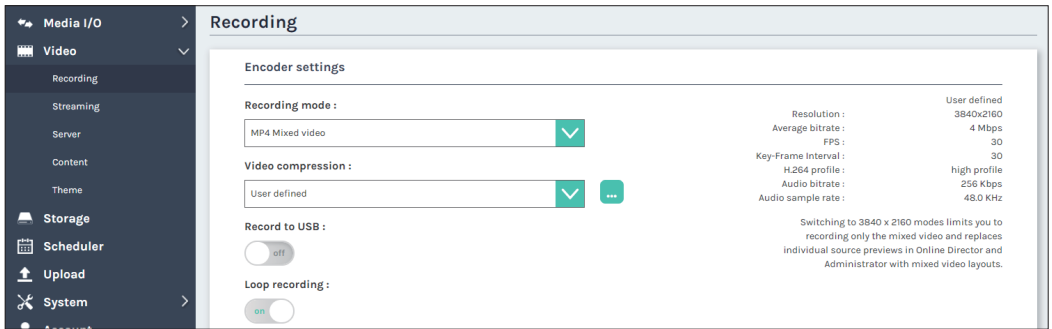 Media I/O
Video
Recording
Streaming
Server
Content
Theme
Storage
Scheduler
Upload
System
Account
Recording
Encoder settings
Recording mode :
MP4 Mixed video
Video compression :
User defined
...
Record to USB :
off
Loop recording :
on
User defined
Resolution : 3840x2160
Average bitrate : 4 Mbps
FPS : 30
Key-Frame Interval : 30
H.264 profile : high profile
Audio bitrate : 256 Kbps
Audio sample rate : 48.0 KHz
Switching to 3840 x 2160 modes limits you to
recording only the mixed video and replaces
individual source previews in Online Director and
Administrator with mixed video layouts.